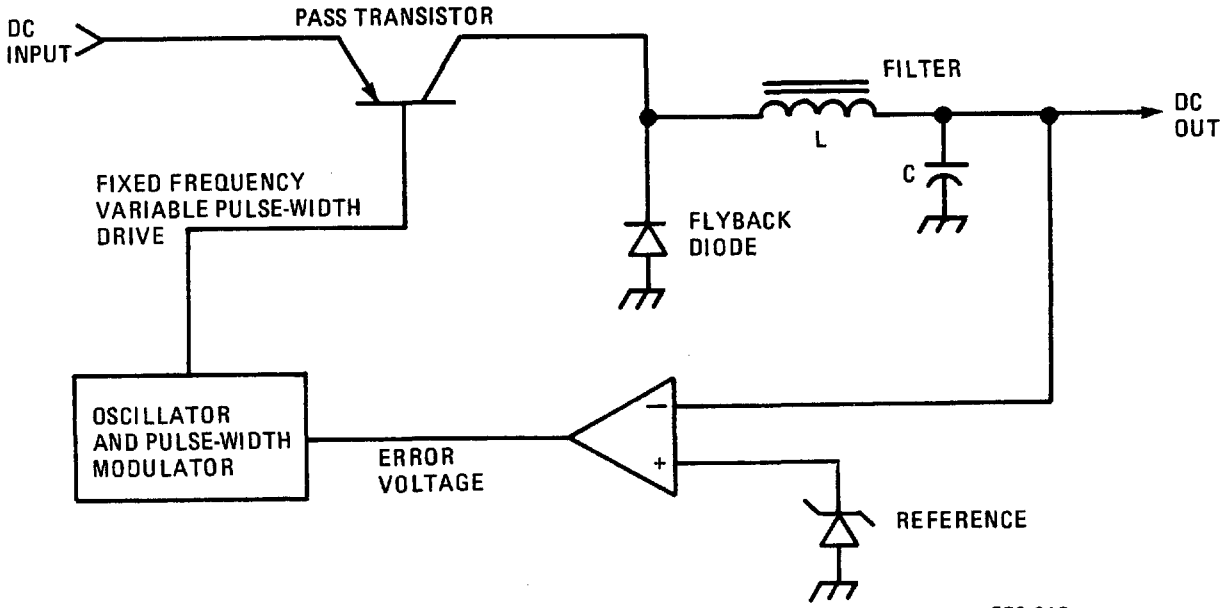 PASS TRANSISTOR
DC
INPUT
FILTER
DC
OUT
L
C
FIXED FREQUENCY
VARIABLE PULSE-WIDTH
DRIVE
FLYBACK
DIODE
OSCILLATOR
AND PULSE-WIDTH
MODULATOR
ERROR
VOLTAGE
−
+
REFERENCE